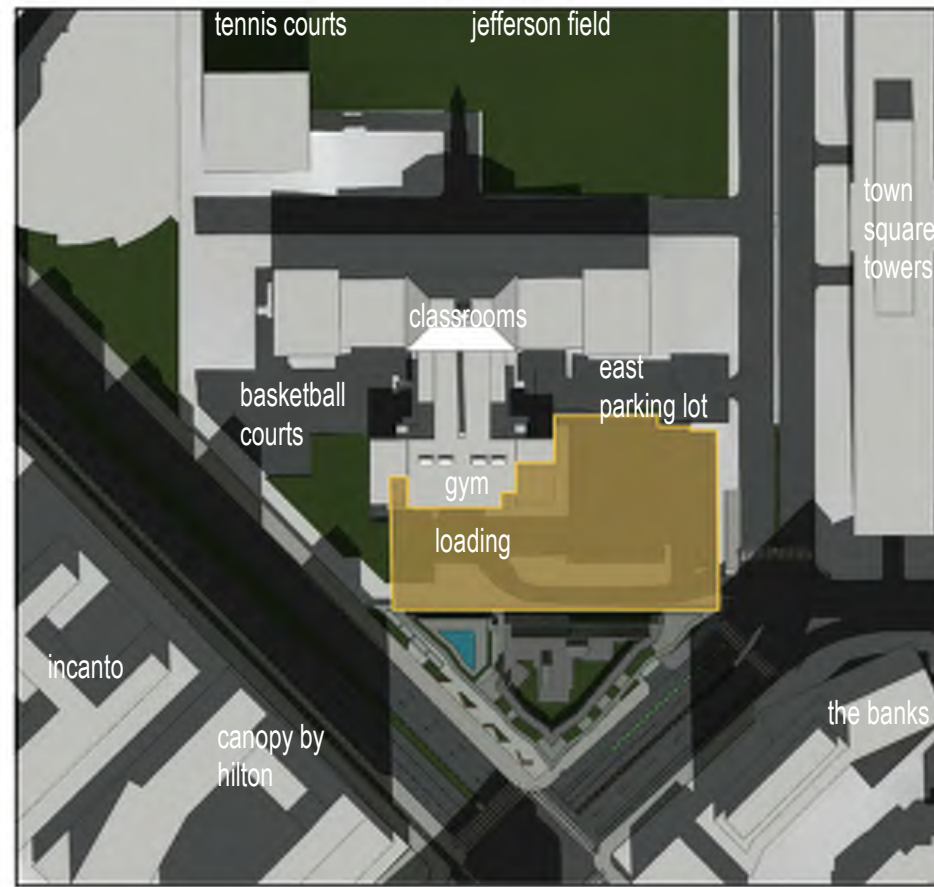 tennis courts
jefferson field
town
square
towers
classrooms
east
parking lot
basketball
courts
gym
loading
incanto
the banks
canopy by
hilton